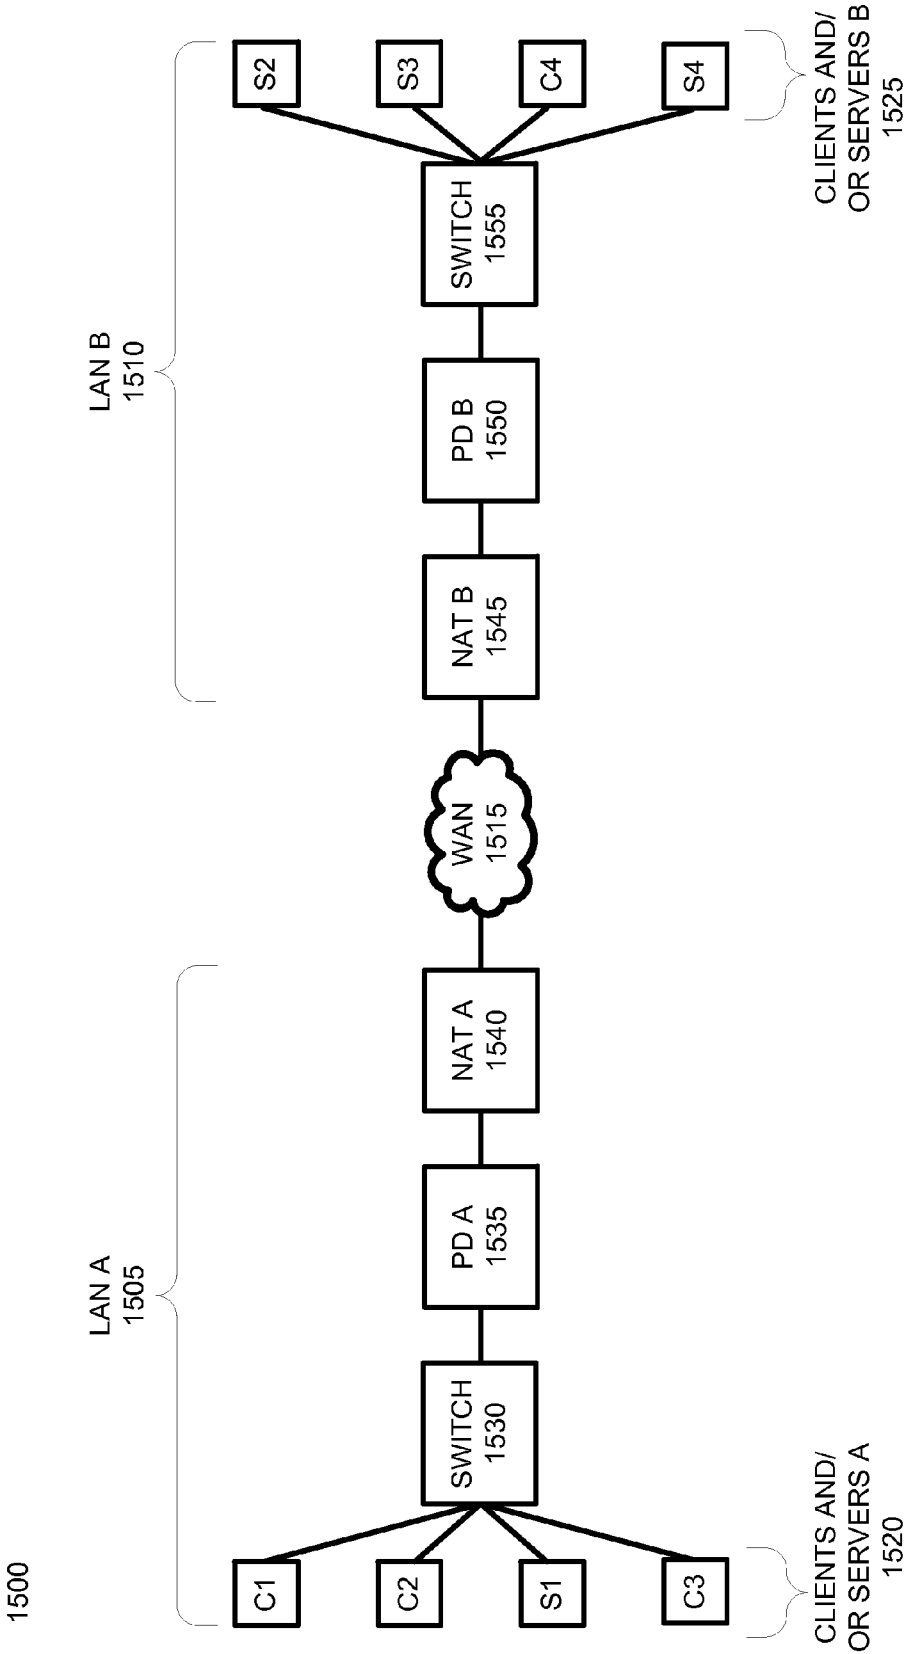 1500
LAN A
1505
LAN B
1510
C1
C2
S1
C3
SWITCH
1530
PD A
1535
NAT A
1540
WAN
1515
NAT B
1545
PD B
1550
SWITCH
1555
S2
S3
C4
S4
CLIENTS AND/
OR SERVERS A
1520
CLIENTS AND/
OR SERVERS B
1525